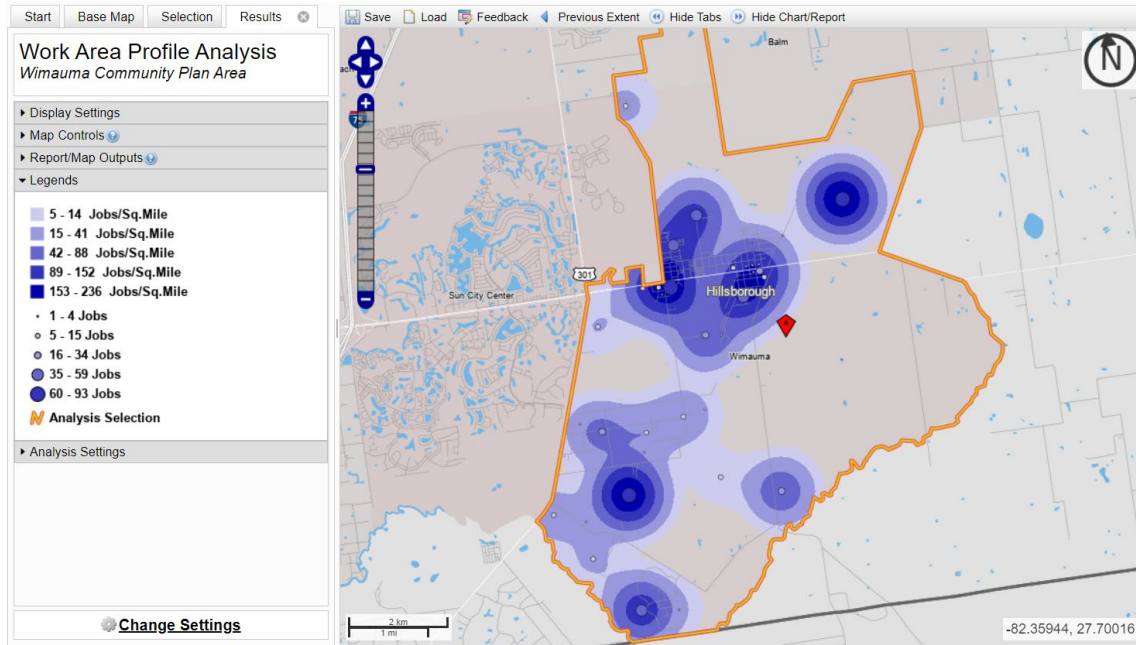 Start
Base Map
Selection
Results
Save
Load
Feedback
Previous Extent
Hide Tabs
Hide Chart/Report
Work Area Profile Analysis
Wimauma Community Plan Area
Display Settings
Map Controls
Report/Map Outputs
Legends
5 - 14 Jobs/Sq.Mile
15 - 41 Jobs/Sq.Mile
42 - 88 Jobs/Sq.Mile
89 - 152 Jobs/Sq.Mile
153 - 236 Jobs/Sq.Mile
1 - 4 Jobs
5 - 15 Jobs
16 - 34 Jobs
35 - 59 Jobs
60 - 93 Jobs
Analysis Selection
Analysis Settings
Change Settings
Balm
N
75
301
Sun City Center
Hillsborough
Wimauma
2 km
1 mi
-82.35944, 27.70016